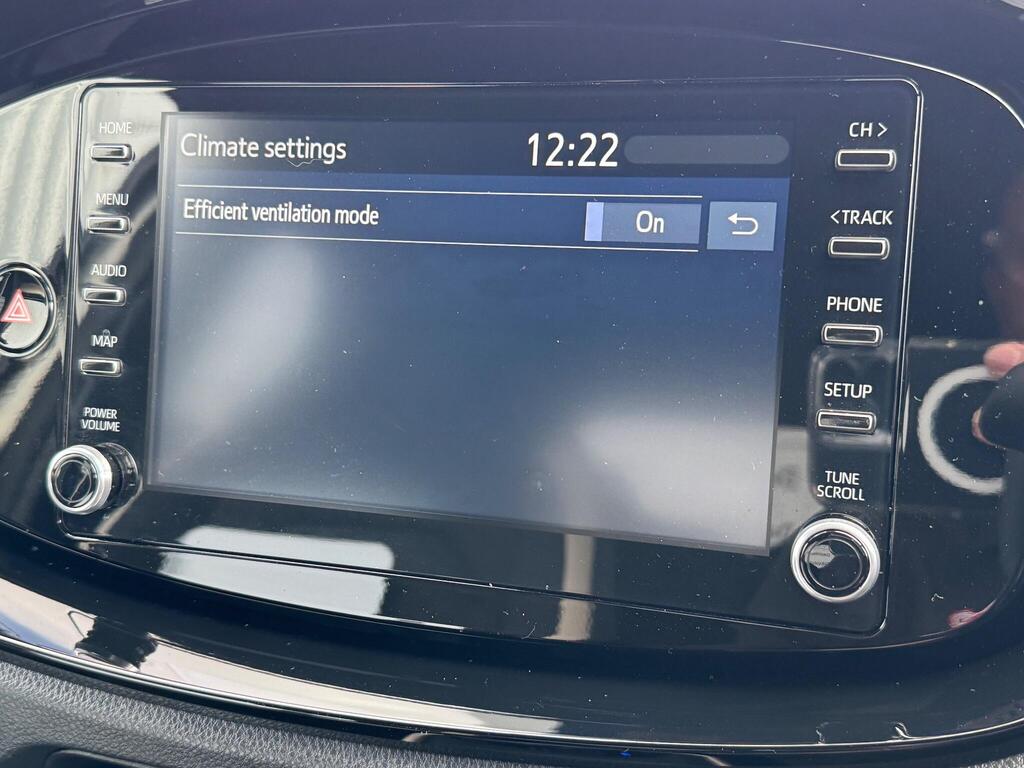 HOME
MENU
AUDIO
MAP
POWER
VOLUME
Climate settings
12:22
Efficient ventilation mode
On
CH >
<TRACK
PHONE
SETUP
TUNE
SCROLL